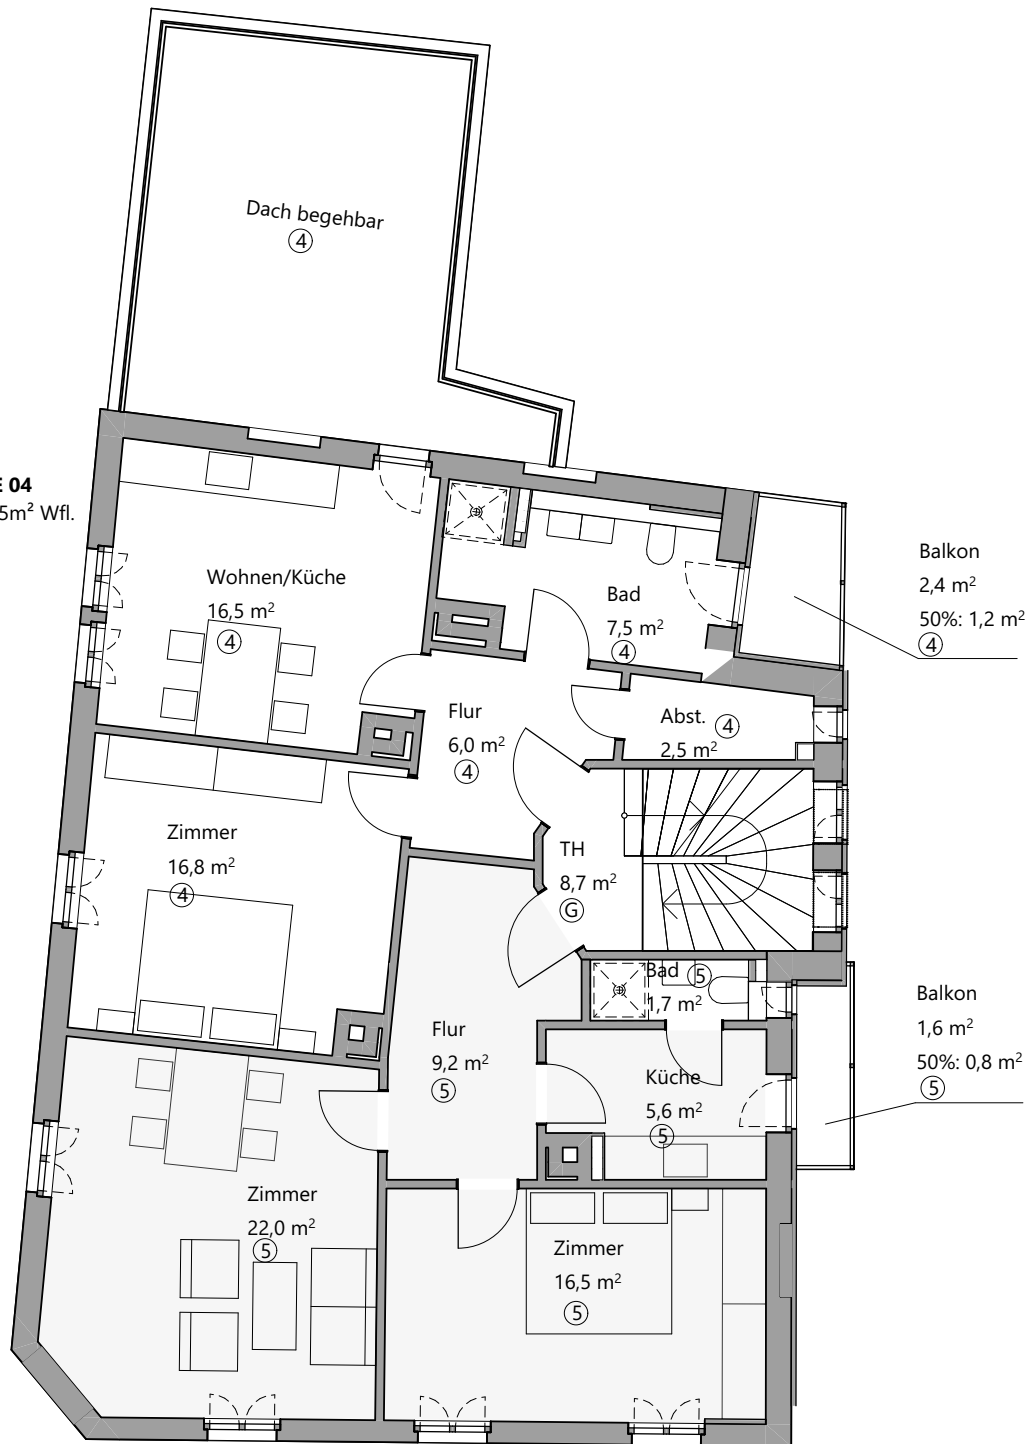 Dach begehbar
4
E 04
5m² Wfl.
Wohnen/Küche
16,5 m²
4
Bad
7,5 m²
4
Balkon
2,4 m²
50%: 1,2 m²
4
Flur
6,0 m²
4
Abst. 4
2,5 m²
Zimmer
16,8 m²
4
TH
8,7 m²
G
Bad 5
1,7 m²
Balkon
1,6 m²
50%: 0,8 m²
5
Flur
9,2 m²
5
Küche
5,6 m²
5
Zimmer
22,0 m²
5
Zimmer
16,5 m²
5